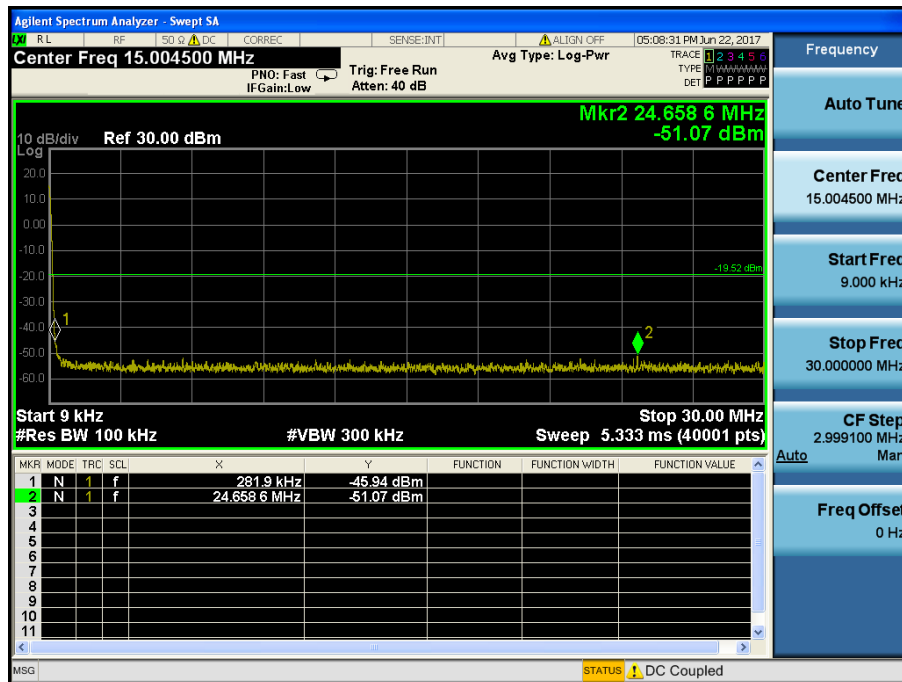 Agilent Spectrum Analyzer - Swept SA
LXI RL RF 50 Ω DC CORREC SENSE:INT ALIGN OFF 05:08:31 PM Jun 22, 2017
Center Freq 15.004500 MHz
PNO: Fast
IFGain:Low
Trig: Free Run
Atten: 40 dB
Avg Type: Log-Pwr
TRACE 1 2 3 4 5 6
TYPE M W W W W W
DET P P P P P P
Mkr2 24.658 6 MHz
-51.07 dBm
10 dB/div Ref 30.00 dBm
Log
20.0
10.0
0.00
-10.0
-20.0
-30.0
-40.0
-50.0
-60.0
-19.52 dBm
1
2
Start 9 kHz Stop 30.00 MHz
#Res BW 100 kHz #VBW 300 kHz Sweep 5.333 ms (40001 pts)
MKR MODE TRC SCL X Y FUNCTION FUNCTION WIDTH FUNCTION VALUE
1 N 1 f 281.9 kHz -45.94 dBm
2 N 1 f 24.658 6 MHz -51.07 dBm
3
4
5
6
7
8
9
10
11
MSG STATUS DC Coupled
Frequency
Auto Tune
Center Freq
15.004500 MHz
Start Freq
9.000 kHz
Stop Freq
30.000000 MHz
CF Step
2.999100 MHz
Auto Man
Freq Offset
0 Hz